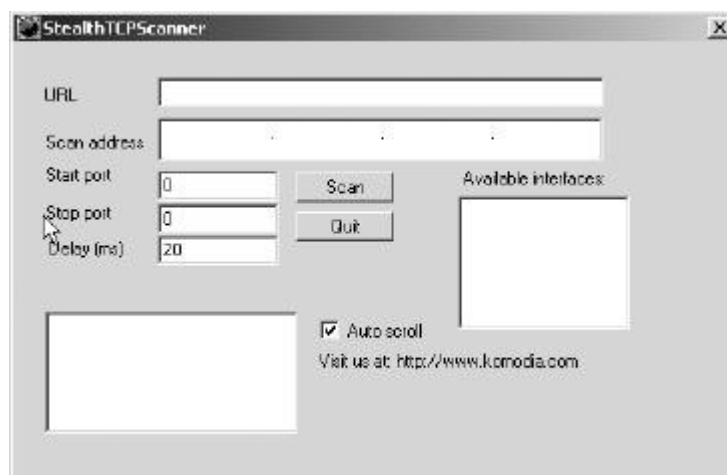 StealthTCPScanner
URL
Scan address . . .
Start port 0
Scan
Available interfaces:
Stop port 0
Quit
Delay (ms) 20
Auto scroll
Visit us at: http://www.komodia.com